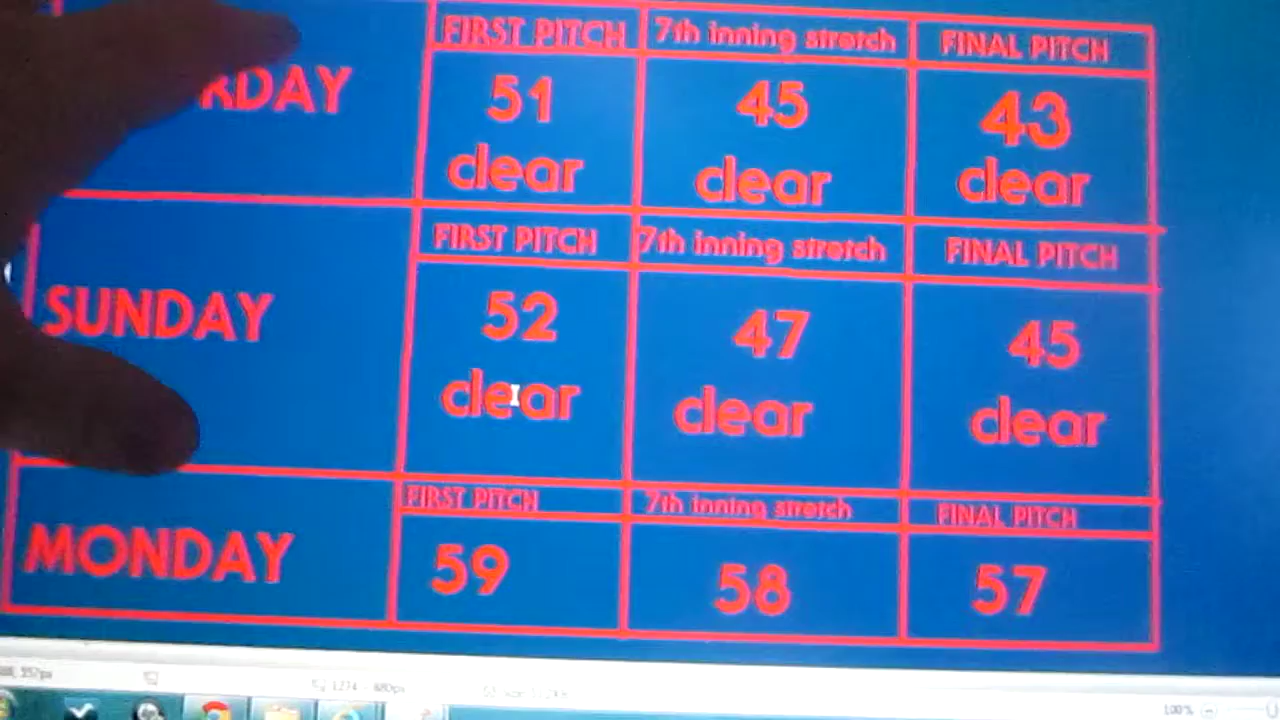 RDAY
FIRST PITCH 7th inning stretch FINAL PITCH
51 45 43
clear clear clear
SUNDAY
FIRST PITCH 7th inning stretch FINAL PITCH
52 47 45
clear clear clear
MONDAY
FIRST PITCH 7th inning stretch FINAL PITCH
59 58 57
100%